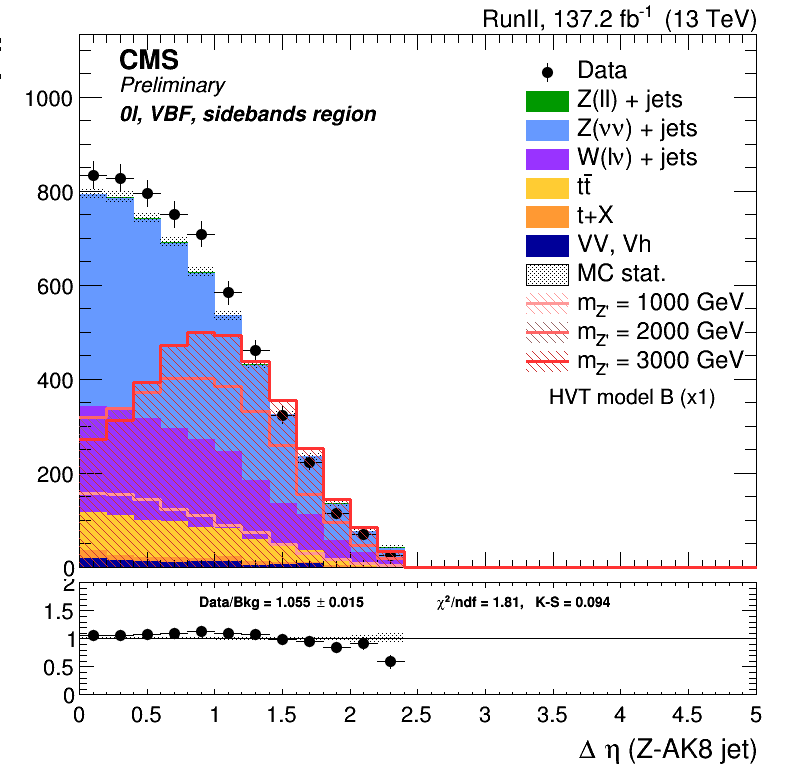 RunII, 137.2 fb⁻¹ (13 TeV)
CMS
Preliminary
0l, VBF, sidebands region
Data
Z(ll) + jets
Z(νν) + jets
W(lν) + jets
tt̄
t+X
VV, Vh
MC stat.
m_Z' = 1000 GeV
m_Z' = 2000 GeV
m_Z' = 3000 GeV
HVT model B (x1)
1000
800
600
400
200
0
Data/Bkg = 1.055 ± 0.015 χ²/ndf = 1.81, K-S = 0.094
2
1.5
1
0.5
0
0 0.5 1 1.5 2 2.5 3 3.5 4 4.5 5
Δ η (Z-AK8 jet)